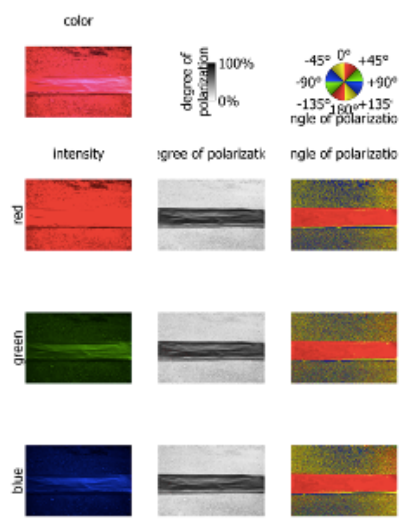 color
degree of
polarization
100%
0%
-45° 0° +45°
-90° +90°
-135° 180° +135°
ngle of polarizatio
intensity
egree of polarizatio
ngle of polarizatio
red
green
blue